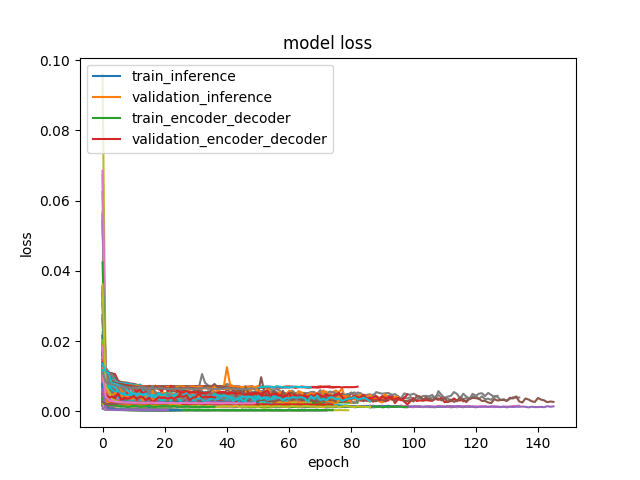 model loss
0.10
0.08
0.06
0.04
0.02
0.00
loss
train_inference
validation_inference
train_encoder_decoder
validation_encoder_decoder
0 20 40 60 80 100 120 140
epoch